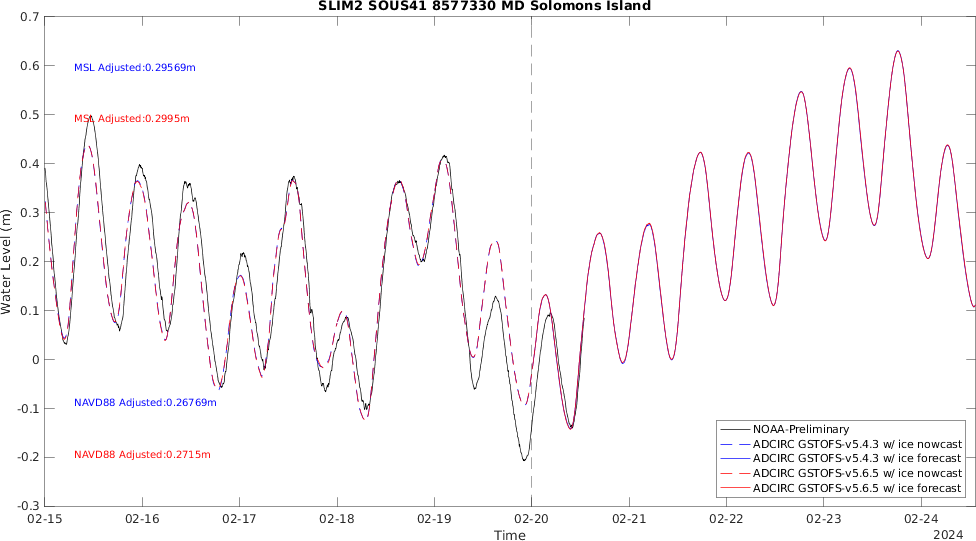 SLIM2 SOUS41 8577330 MD Solomons Island
0.7
0.6
0.5
0.4
0.3
0.2
0.1
0
-0.1
-0.2
-0.3
Water Level (m)
MSL Adjusted:0.29569m
MSL Adjusted:0.2995m
NAVD88 Adjusted:0.26769m
NAVD88 Adjusted:0.2715m
NOAA-Preliminary
ADCIRC GSTOFS-v5.4.3 w/ ice nowcast
ADCIRC GSTOFS-v5.4.3 w/ ice forecast
ADCIRC GSTOFS-v5.6.5 w/ ice nowcast
ADCIRC GSTOFS-v5.6.5 w/ ice forecast
02-15 02-16 02-17 02-18 02-19 02-20 02-21 02-22 02-23 02-24
Time
2024